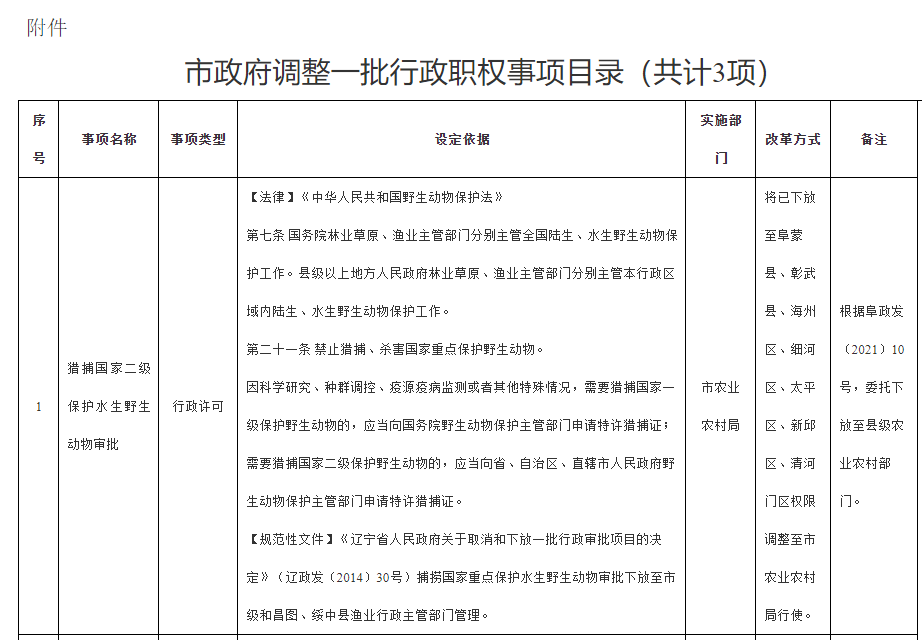 附件
市政府调整一批行政职权事项目录（共计3项）
序
号
事项名称
事项类型
设定依据
实施部
门
改革方式
备注
1
猎捕国家二级
保护水生野生
动物审批
行政许可
【法律】《中华人民共和国野生动物保护法》
第七条 国务院林业草原、渔业主管部门分别主管全国陆生、水生野生动物保
护工作。县级以上地方人民政府林业草原、渔业主管部门分别主管本行政区
域内陆生、水生野生动物保护工作。
第二十一条 禁止猎捕、杀害国家重点保护野生动物。
因科学研究、种群调控、疫源疫病监测或者其他特殊情况，需要猎捕国家一
级保护野生动物的，应当向国务院野生动物保护主管部门申请特许猎捕证；
需要猎捕国家二级保护野生动物的，应当向省、自治区、直辖市人民政府野
生动物保护主管部门申请特许猎捕证。
【规范性文件】《辽宁省人民政府关于取消和下放一批行政审批项目的决
定》（辽政发〔2014〕30号）捕捞国家重点保护水生野生动物审批下放至市
级和昌图、绥中县渔业行政主管部门管理。
市农业
农村局
将已下放
至阜蒙
县、彰武
县、海州
区、细河
区、太平
区、新邱
区、清河
门区权限
调整至市
农业农村
局行使。
根据阜政发
〔2021〕10
号，委托下
放至县级农
业农村部
门。